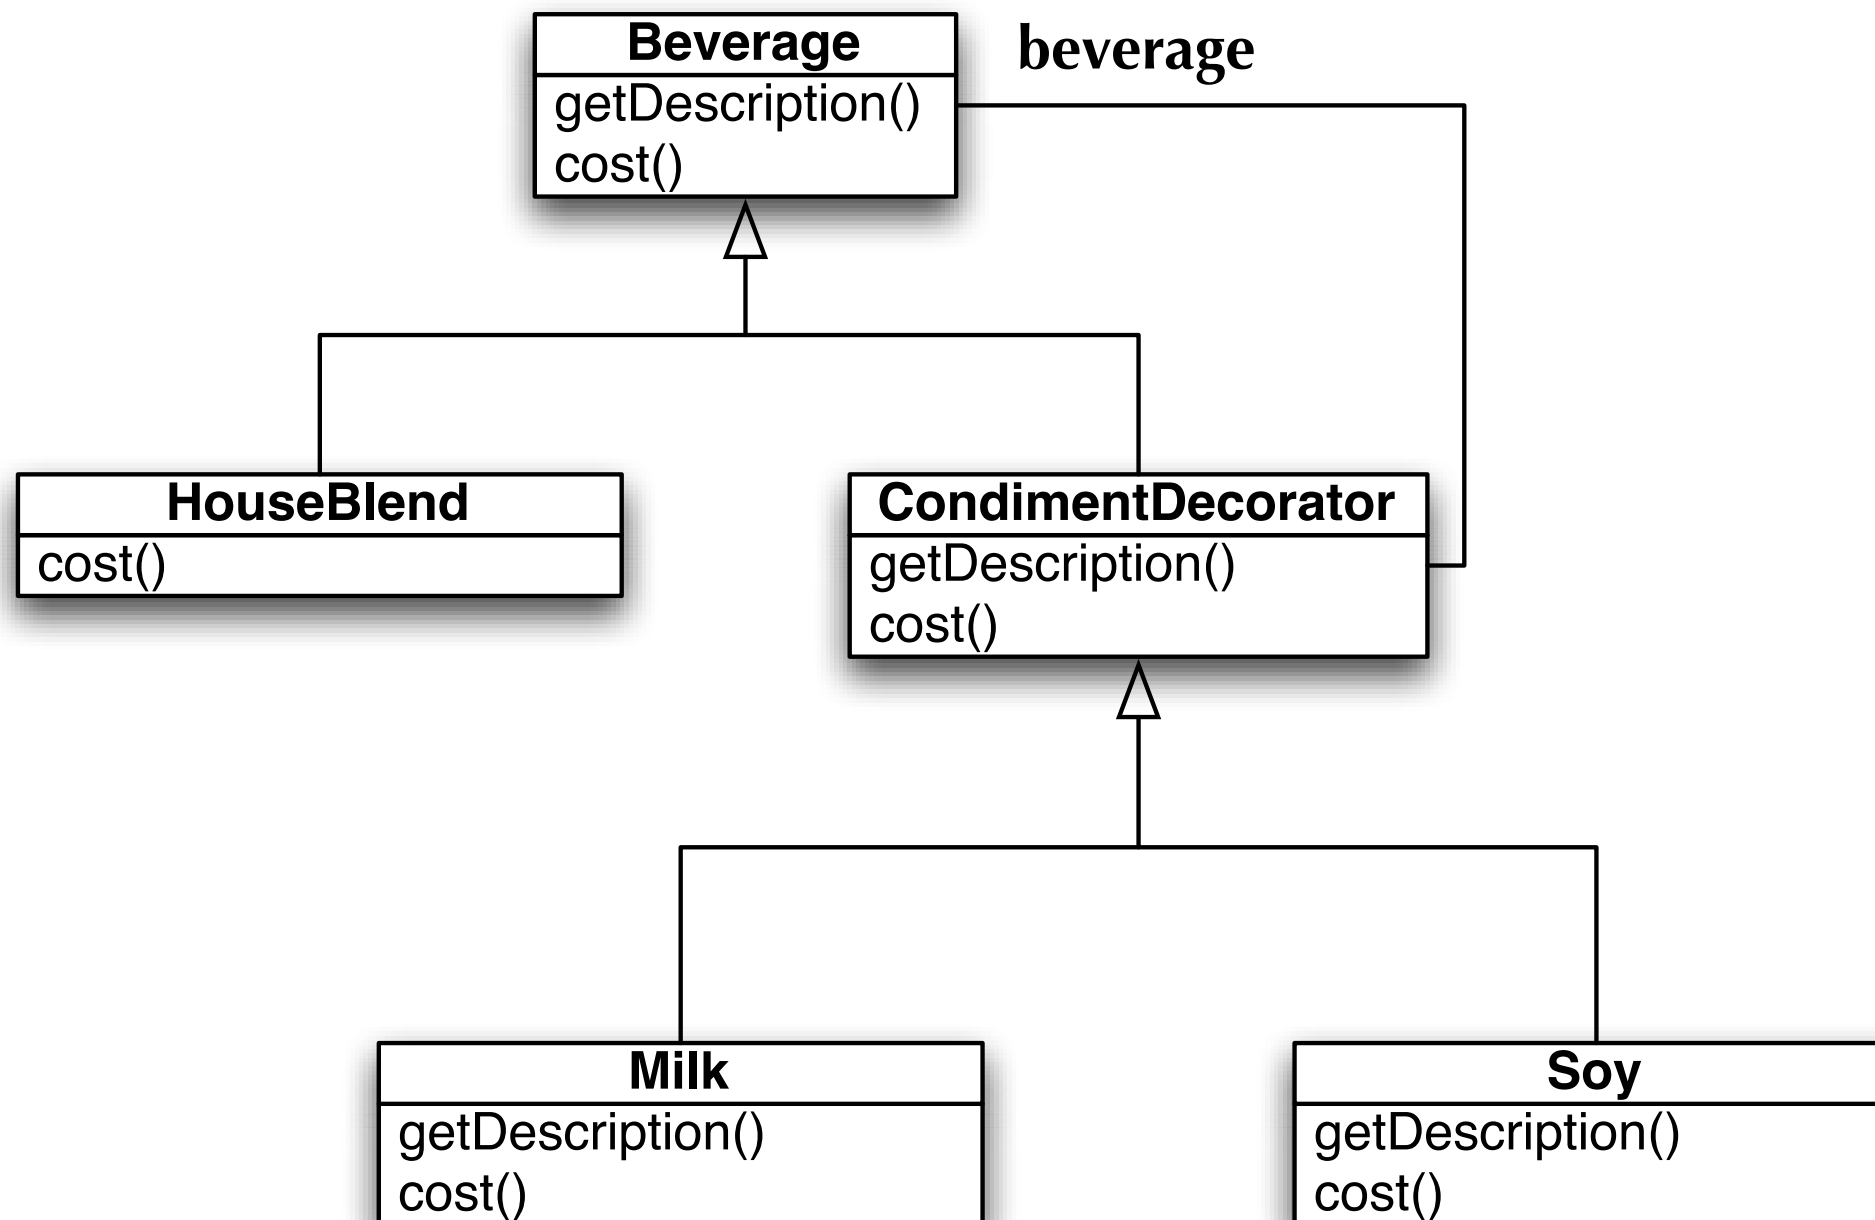 Beverage
beverage
getDescription()
cost()
HouseBlend
cost()
CondimentDecorator
getDescription()
cost()
Milk
getDescription()
cost()
Soy
getDescription()
cost()